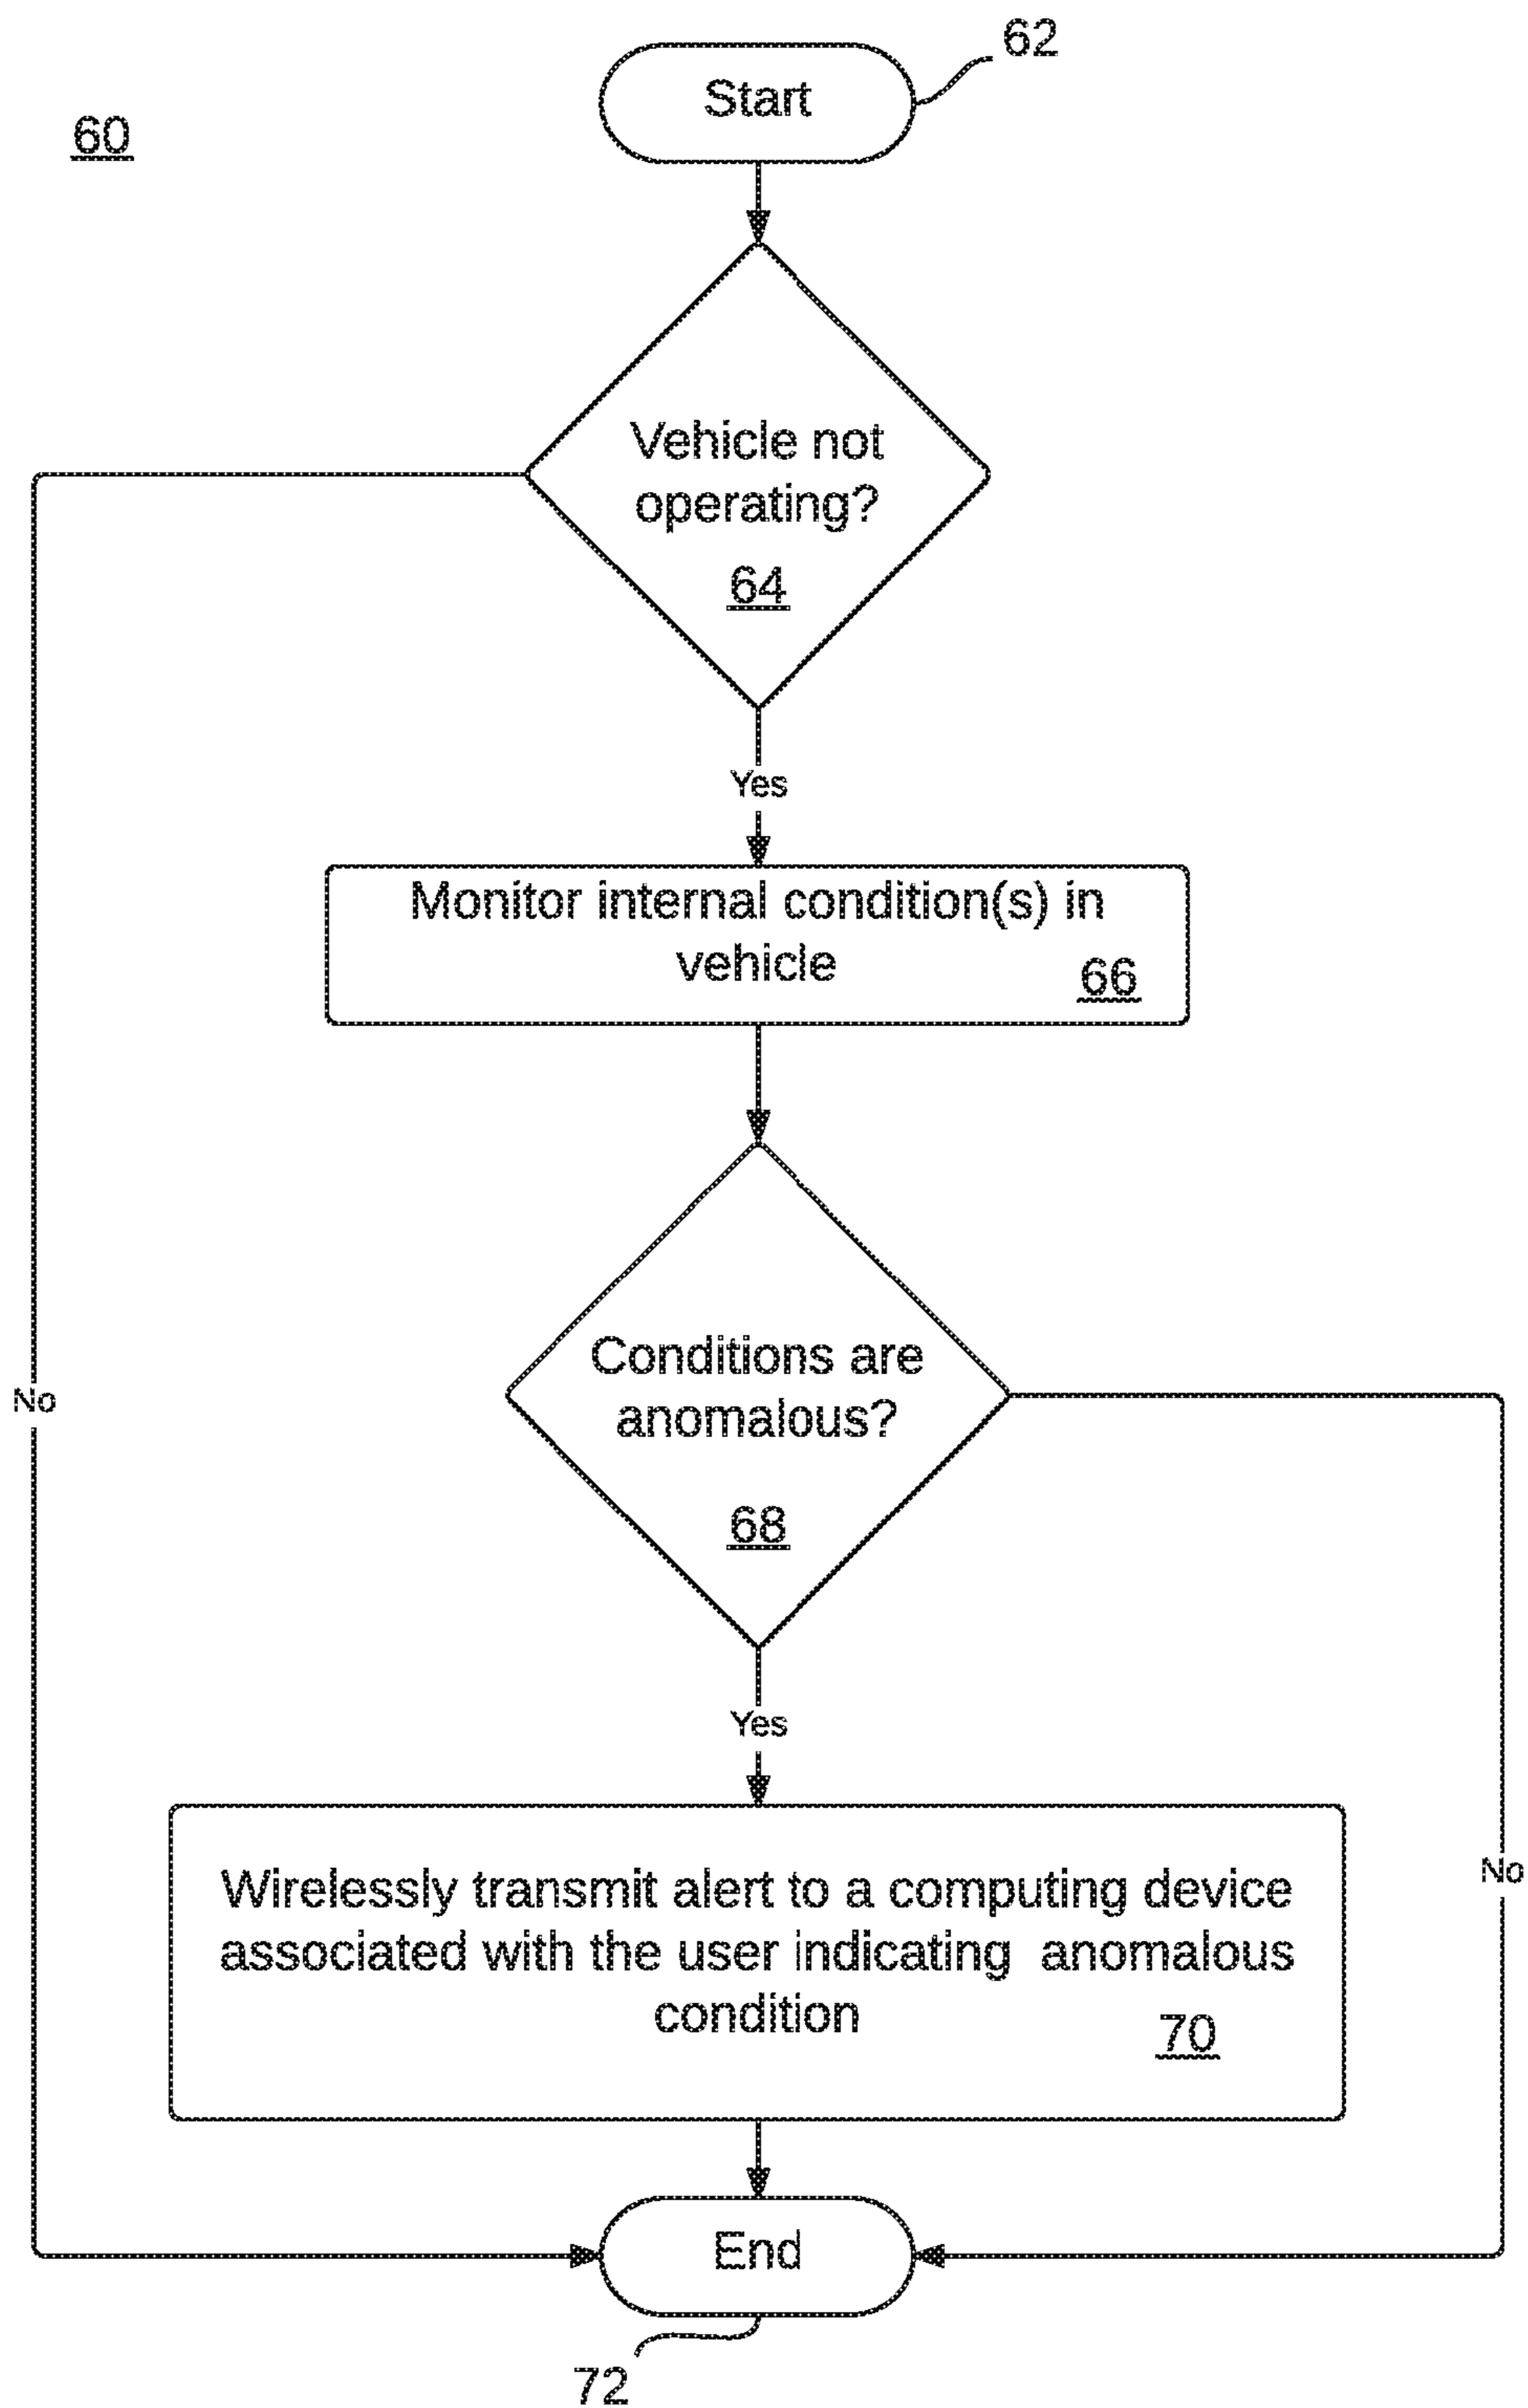 62
Start
60
Vehicle not
operating?
64
Yes
Monitor internal condition(s) in
vehicle
66
Conditions are
anomalous?
No
68
Yes
Wirelessly transmit alert to a computing device
associated with the user indicating anomalous
condition
70
No
End
72